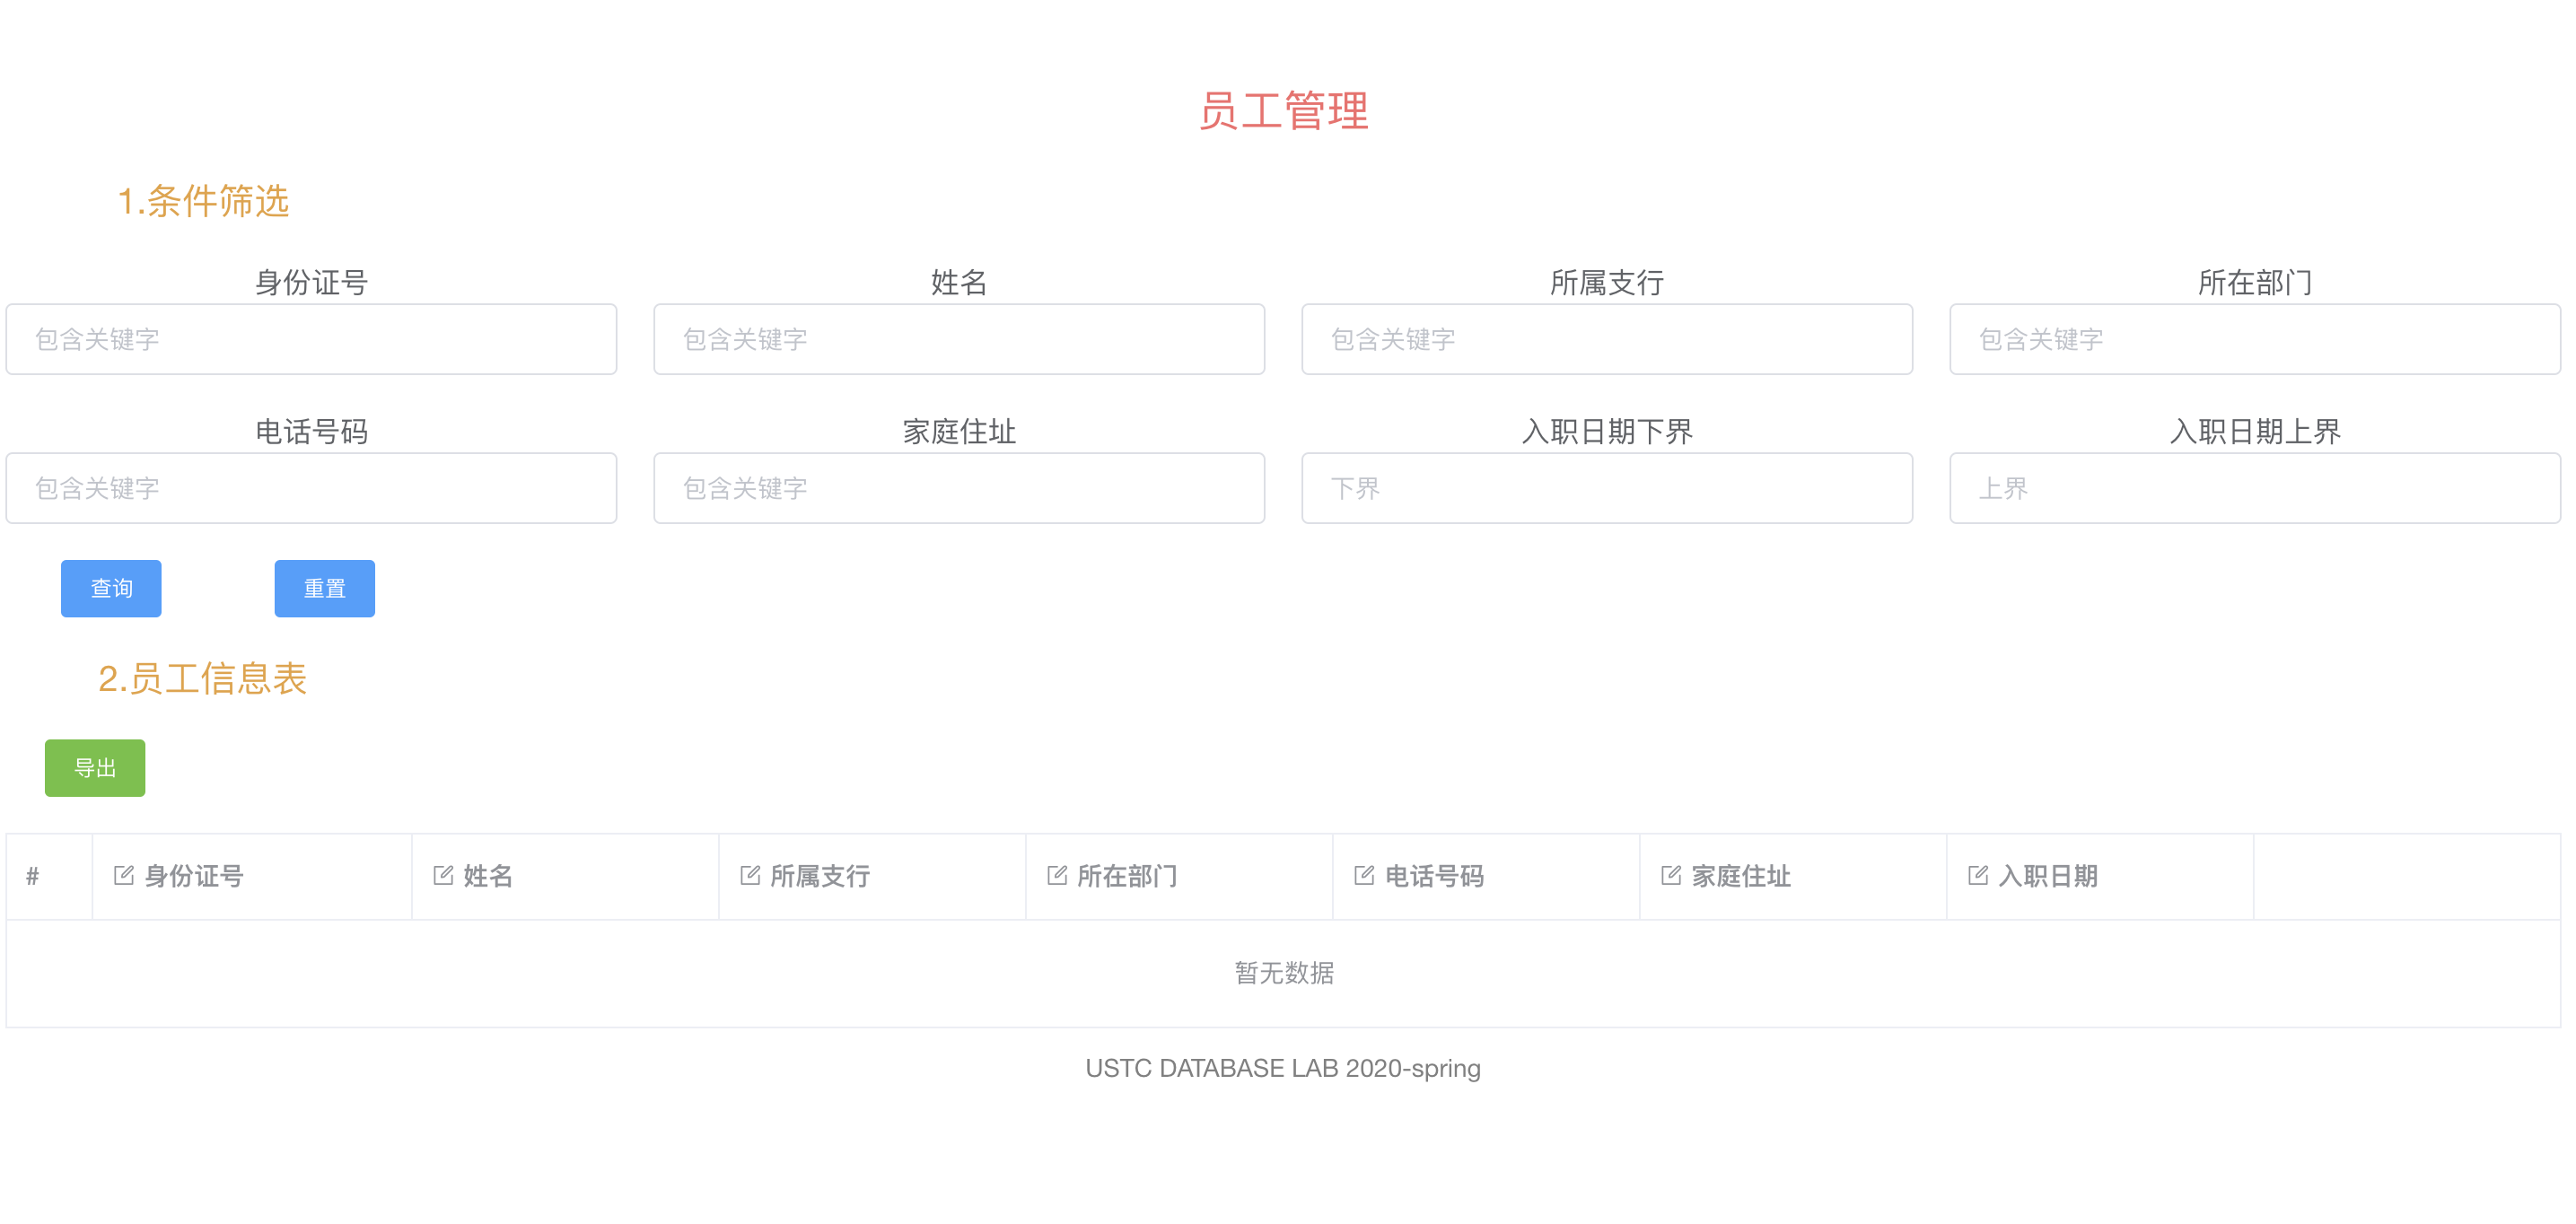 员工管理
1.条件筛选
身份证号 姓名 所属支行 所在部门
包含关键字 包含关键字 包含关键字 包含关键字
电话号码 家庭住址 入职日期下界 入职日期上界
包含关键字 包含关键字 下界 上界
查询 重置
2.员工信息表
导出
# 身份证号 姓名 所属支行 所在部门 电话号码 家庭住址 入职日期
暂无数据
USTC DATABASE LAB 2020-spring